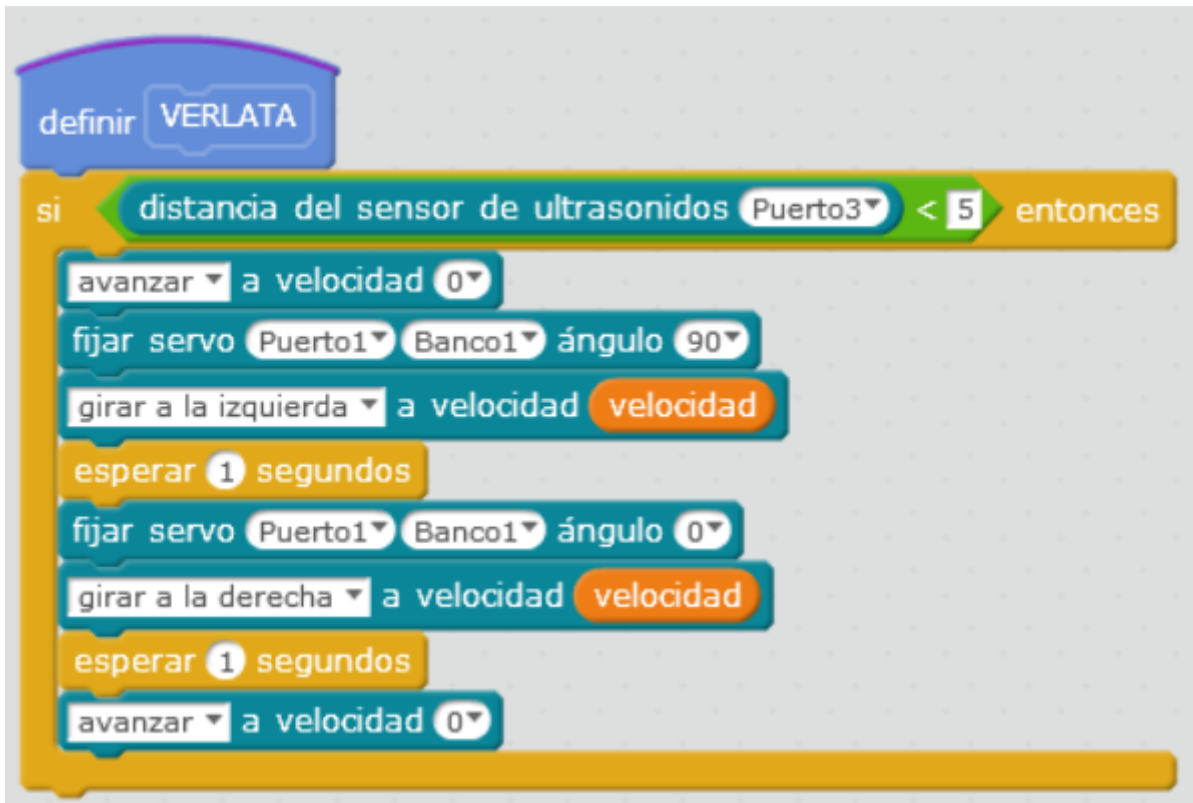 definir VERLATA
si distancia del sensor de ultrasonidos Puerto3 < 5 entonces
avanzar a velocidad 0
fijar servo Puerto1 Banco1 ángulo 90
girar a la izquierda a velocidad velocidad
esperar 1 segundos
fijar servo Puerto1 Banco1 ángulo 0
girar a la derecha a velocidad velocidad
esperar 1 segundos
avanzar a velocidad 0